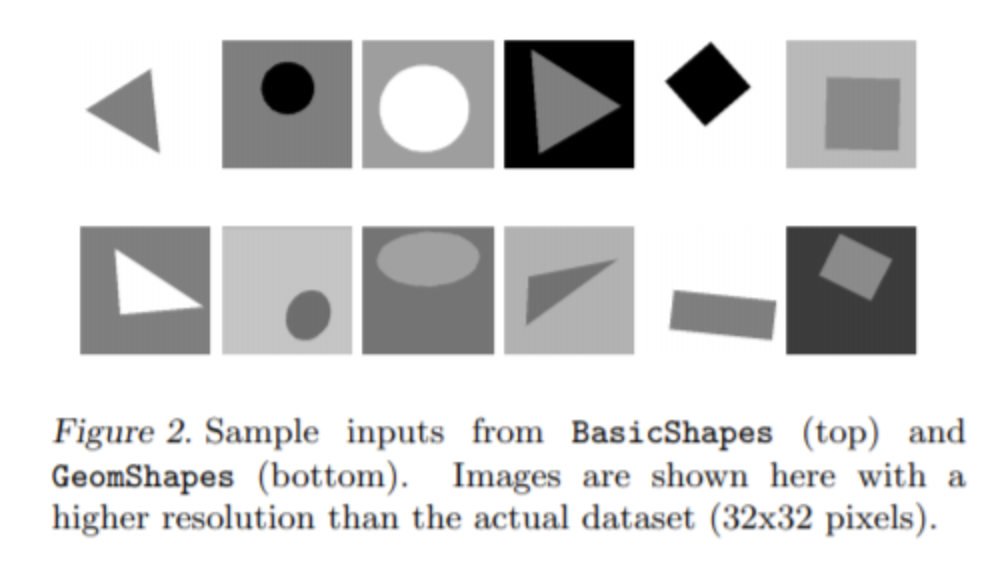 Figure 2. Sample inputs from BasicShapes (top) and
GeomShapes (bottom). Images are shown here with a
higher resolution than the actual dataset (32x32 pixels).